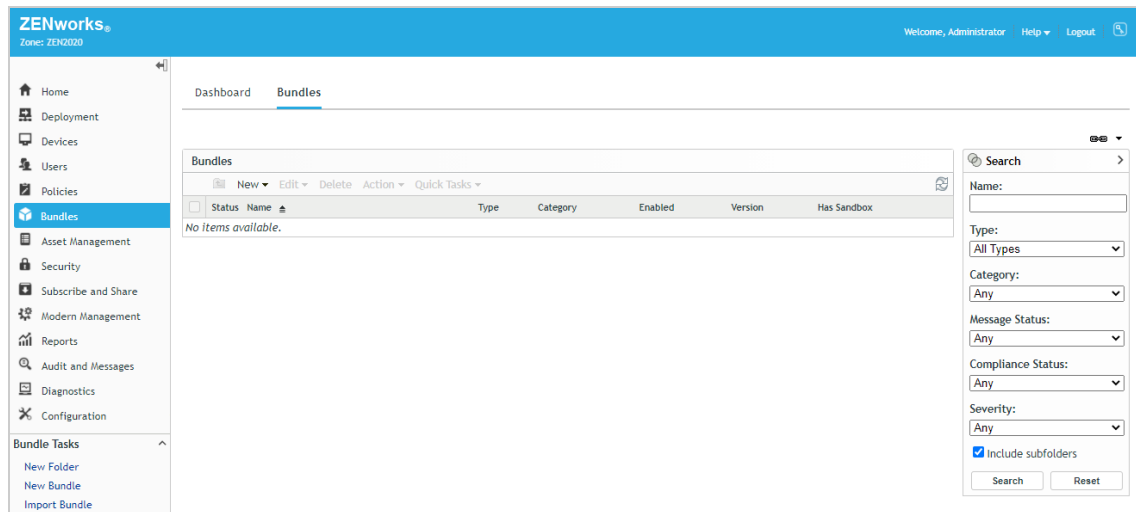 ZENworks®
Zone: ZEN2020
Welcome, Administrator Help Logout
Home
Deployment
Devices
Users
Policies
Bundles
Asset Management
Security
Subscribe and Share
Modern Management
Reports
Audit and Messages
Diagnostics
Configuration
Bundle Tasks
New Folder
New Bundle
Import Bundle
Dashboard Bundles
Bundles
New Edit Delete Action Quick Tasks
Status Name Type Category Enabled Version Has Sandbox
No items available.
Search
Name:
Type:
All Types
Category:
Any
Message Status:
Any
Compliance Status:
Any
Severity:
Any
Include subfolders
Search Reset